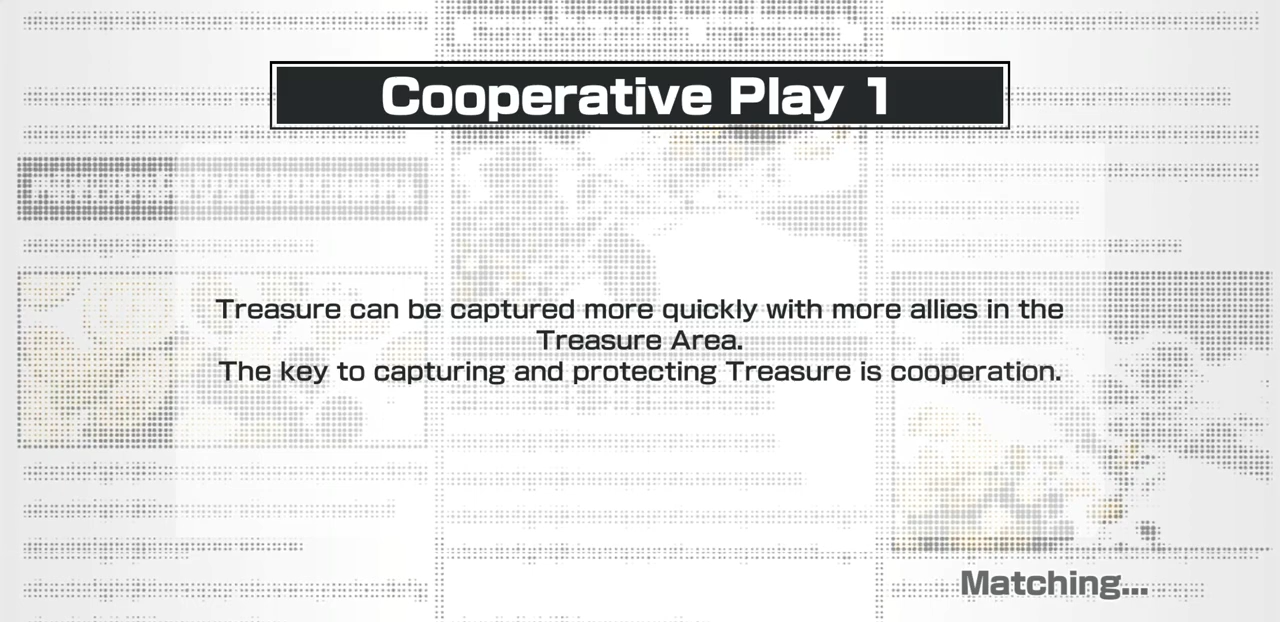 Cooperative Play 1
Treasure can be captured more quickly with more allies in the
Treasure Area.
The key to capturing and protecting Treasure is cooperation.
Matching...